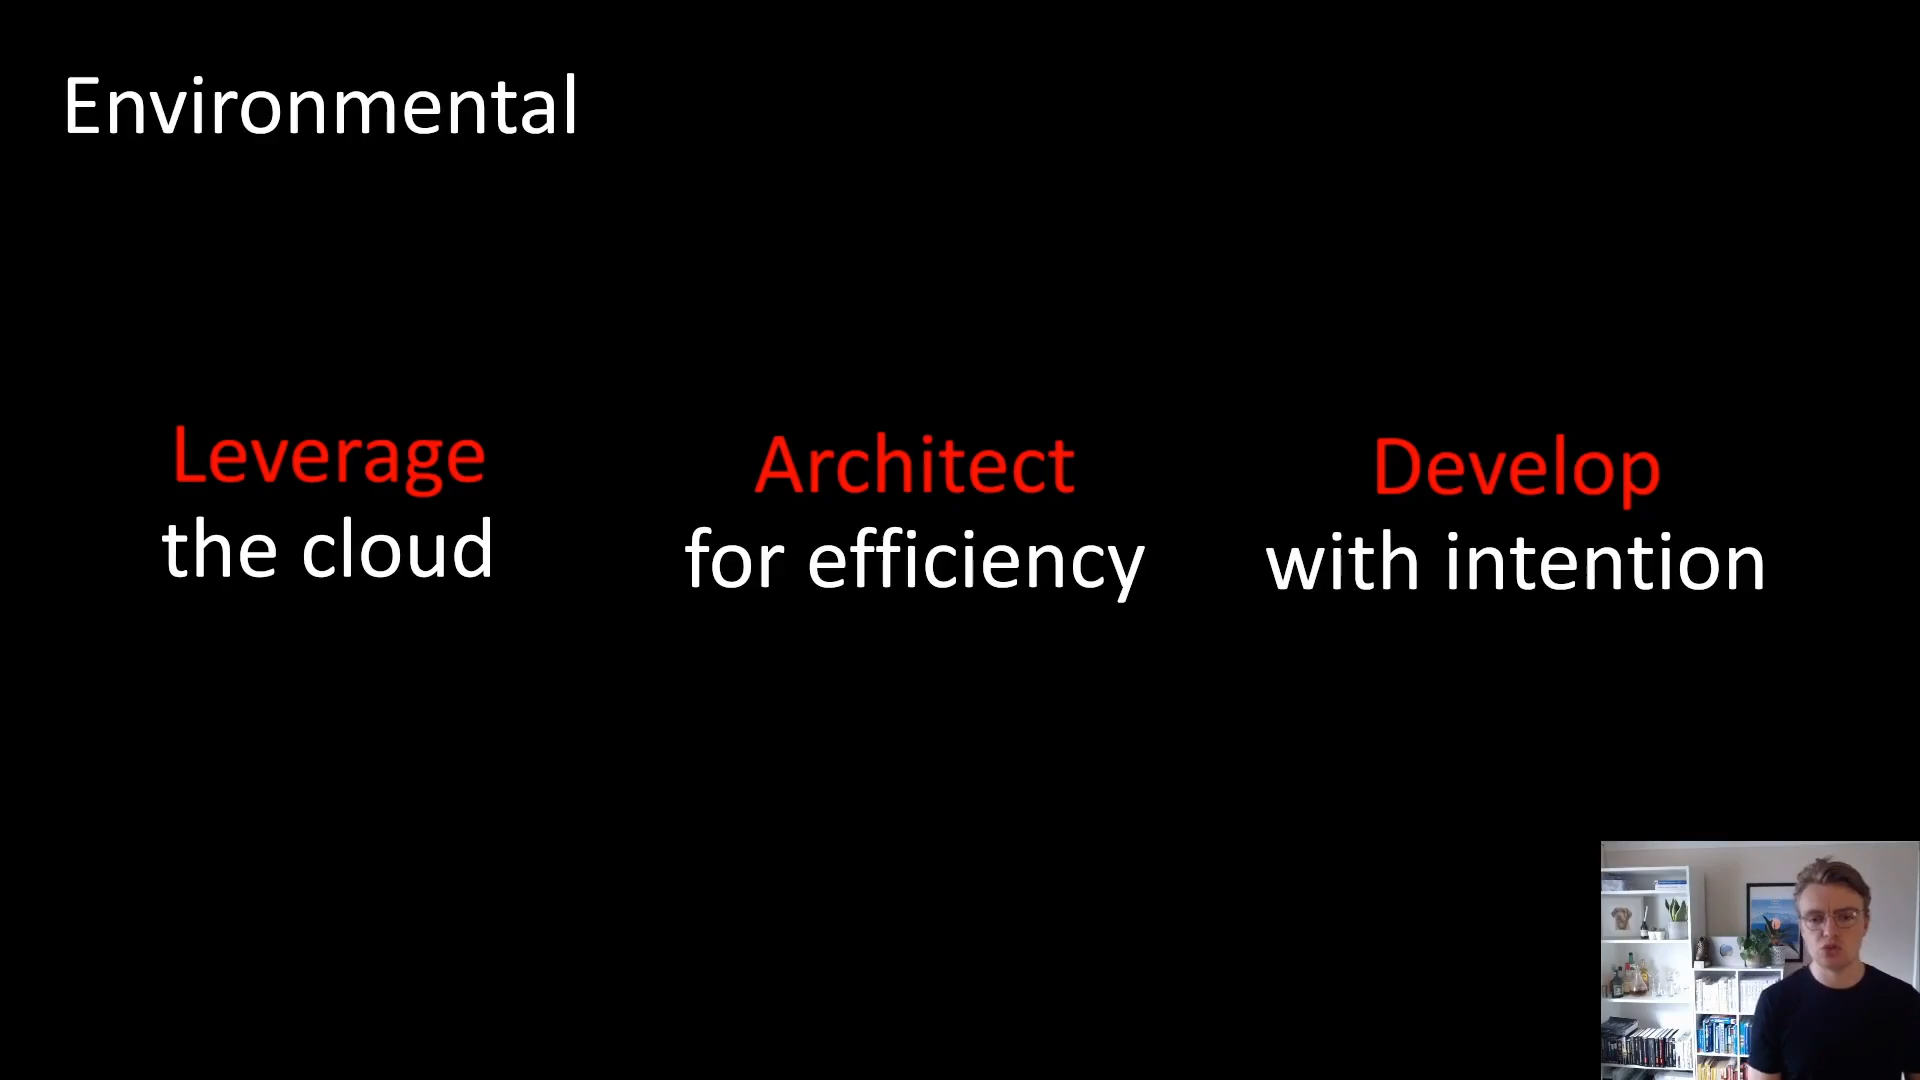 Environmental
Leverage
the cloud
Architect
for efficiency
Develop
with intention